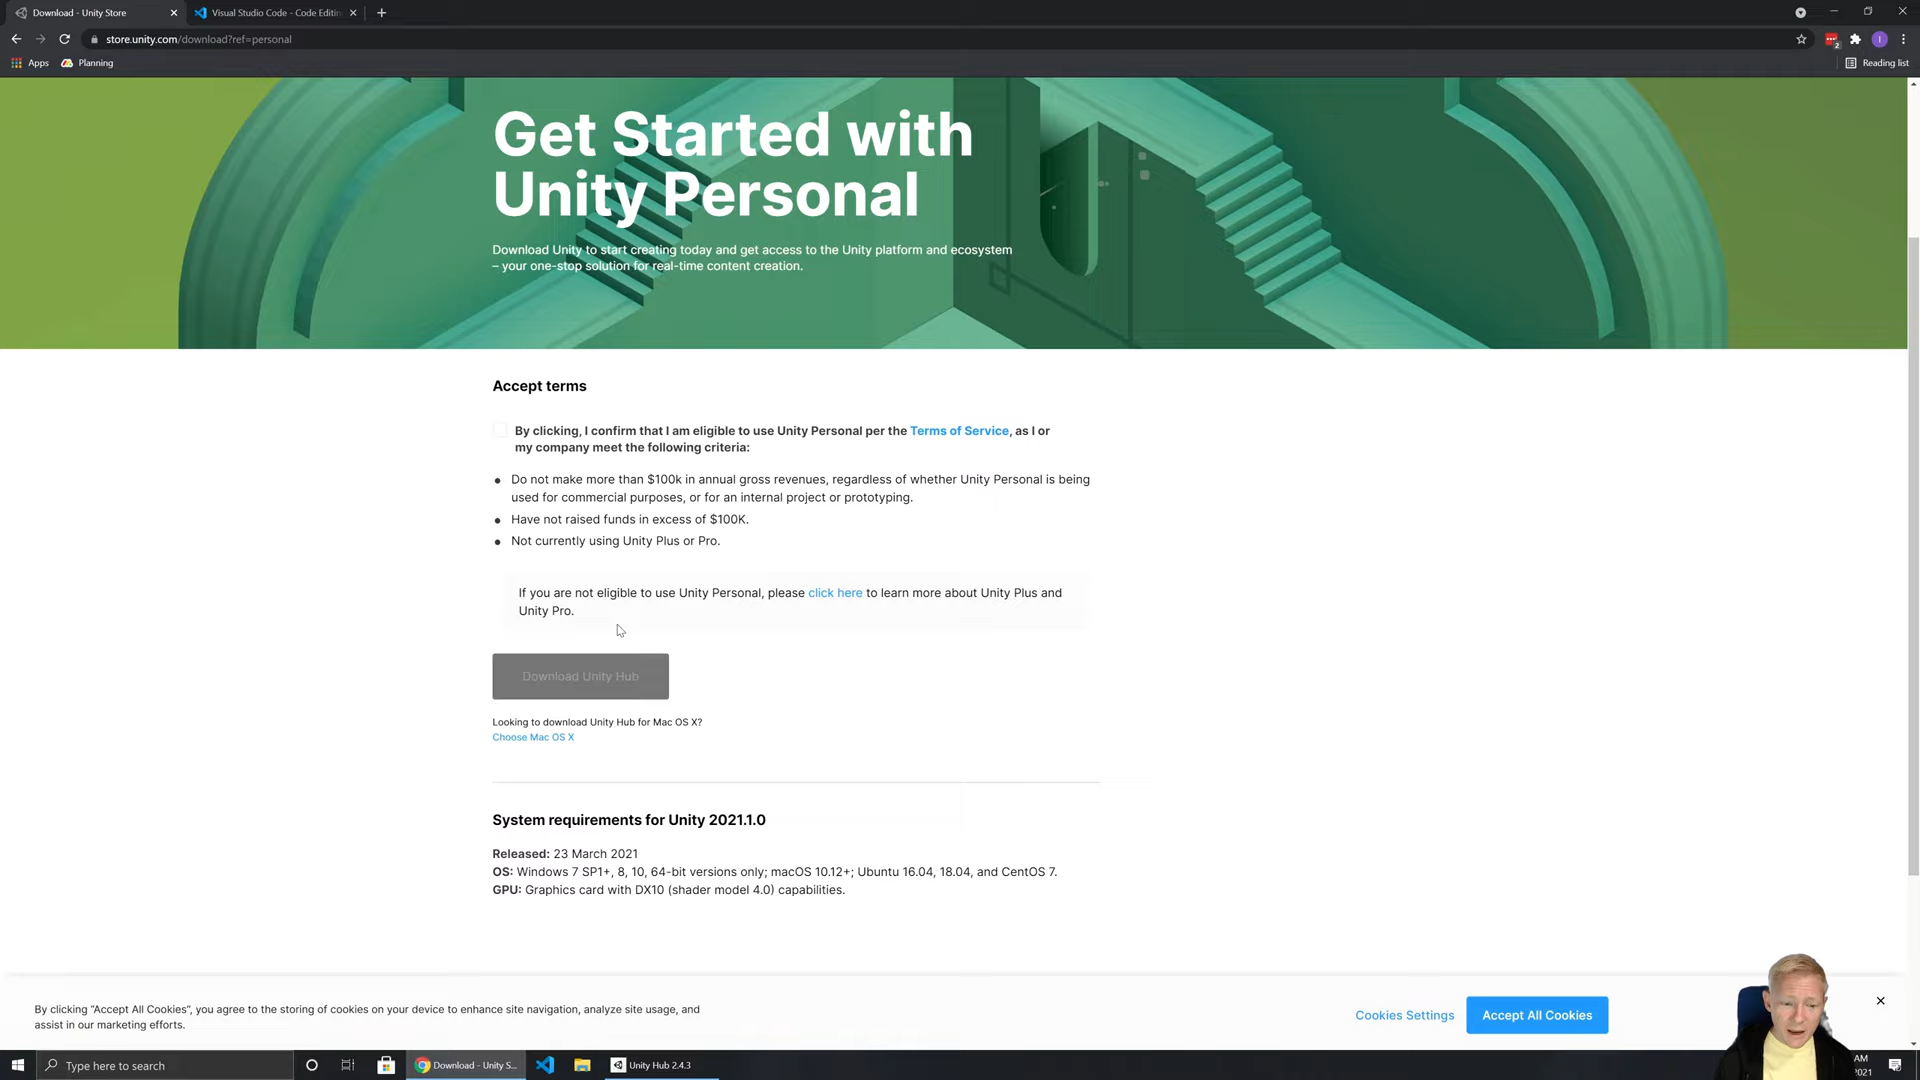 Download - Unity Store
Visual Studio Code - Code Editin
store.unity.com/download?ref=personal
2
I
Apps
Planning
Reading list
Get Started with
Unity Personal
Download Unity to start creating today and get access to the Unity platform and ecosystem
– your one-stop solution for real-time content creation.
Accept terms
By clicking, I confirm that I am eligible to use Unity Personal per the Terms of Service, as I or
my company meet the following criteria:
Do not make more than $100k in annual gross revenues, regardless of whether Unity Personal is being
used for commercial purposes, or for an internal project or prototyping.
Have not raised funds in excess of $100K.
Not currently using Unity Plus or Pro.
If you are not eligible to use Unity Personal, please click here to learn more about Unity Plus and
Unity Pro.
Download Unity Hub
Looking to download Unity Hub for Mac OS X?
Choose Mac OS X
System requirements for Unity 2021.1.0
Released: 23 March 2021
OS: Windows 7 SP1+, 8, 10, 64-bit versions only; macOS 10.12+; Ubuntu 16.04, 18.04, and CentOS 7.
GPU: Graphics card with DX10 (shader model 4.0) capabilities.
By clicking “Accept All Cookies”, you agree to the storing of cookies on your device to enhance site navigation, analyze site usage, and
assist in our marketing efforts.
Cookies Settings
Accept All Cookies
Type here to search
Download - Unity S...
Unity Hub 2.4.3
AM
2021